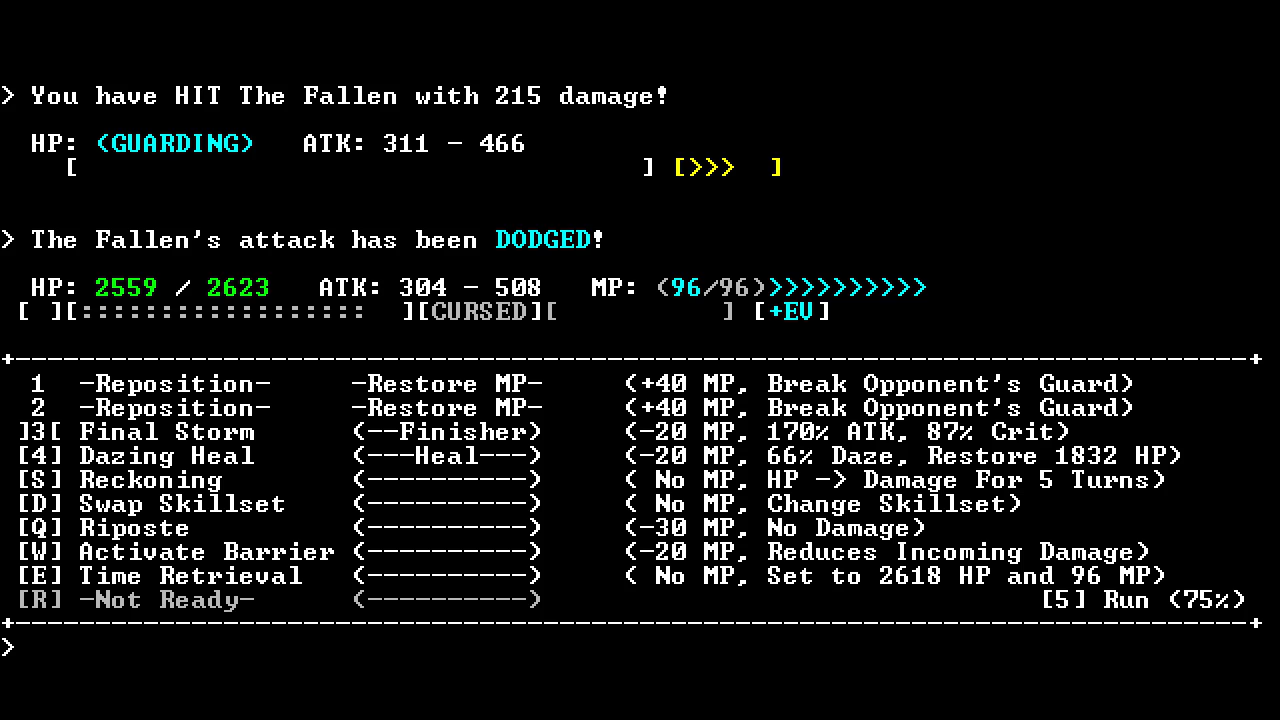 > You have HIT The Fallen with 215 damage!
HP: (GUARDING)   ATK: 311 - 466
[                                    ] [>>>  ]
> The Fallen's attack has been DODGED!
HP: 2559 / 2623   ATK: 304 - 508   MP: (96/96)>>>>>>>>>>
[ ][::::::::::::::::::  ][CURSED][          ] [+EV]
+------------------------------------------------------------------------------+
1  -Reposition-     -Restore MP-     (+40 MP, Break Opponent's Guard)
2  -Reposition-     -Restore MP-     (+40 MP, Break Opponent's Guard)
]3[ Final Storm      (--Finisher)     (-20 MP, 170% ATK, 87% Crit)
[4] Dazing Heal      (---Heal---)     (-20 MP, 66% Daze, Restore 1832 HP)
[S] Reckoning        (----------)     ( No MP, HP -> Damage For 5 Turns)
[D] Swap Skillset    (----------)     ( No MP, Change Skillset)
[Q] Riposte          (----------)     (-30 MP, No Damage)
[W] Activate Barrier (----------)     (-20 MP, Reduces Incoming Damage)
[E] Time Retrieval   (----------)     ( No MP, Set to 2618 HP and 96 MP)
[R] -Not Ready-      (----------)                               [5] Run (75%)
+------------------------------------------------------------------------------+
>